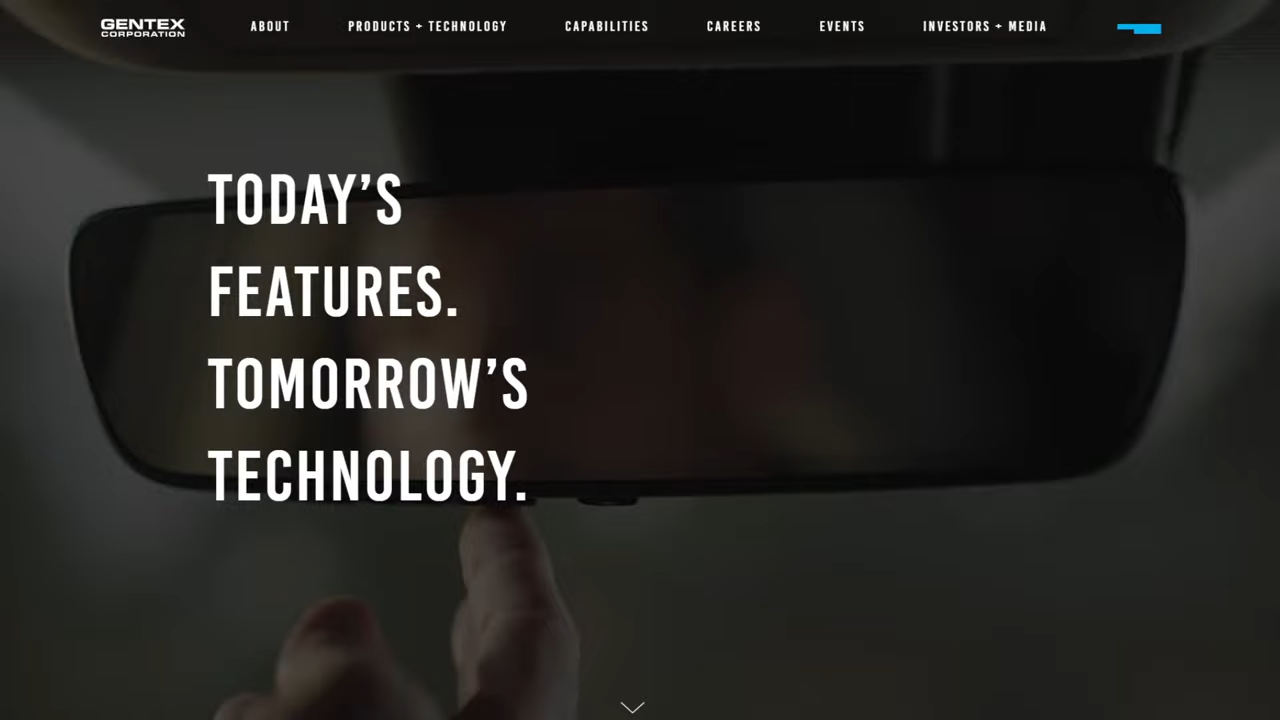 GENTEX
CORPORATION
ABOUT
PRODUCTS + TECHNOLOGY
CAPABILITIES
CAREERS
EVENTS
INVESTORS + MEDIA
TODAY’S
FEATURES.
TOMORROW’S
TECHNOLOGY.